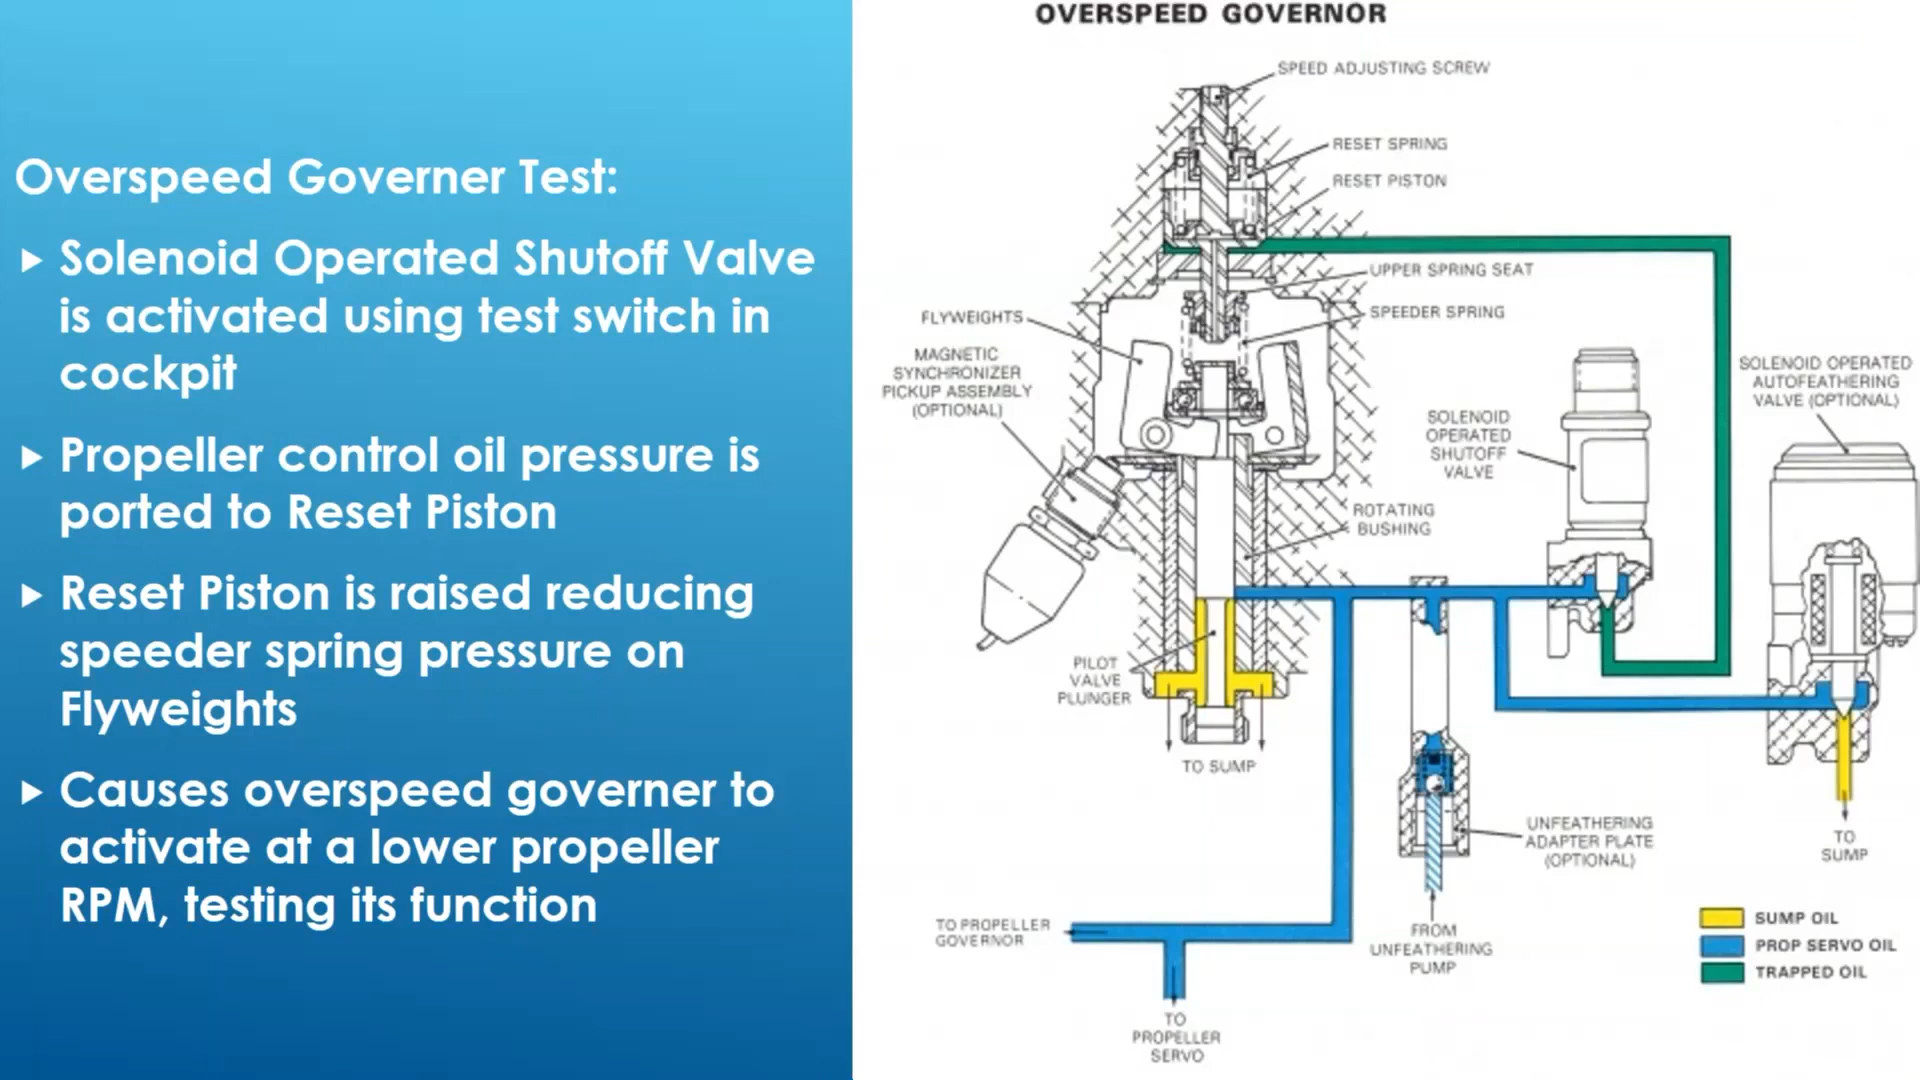 Overspeed Governer Test:
Solenoid Operated Shutoff Valve
is activated using test switch in
cockpit
Propeller control oil pressure is
ported to Reset Piston
Reset Piston is raised reducing
speeder spring pressure on
Flyweights
Causes overspeed governer to
activate at a lower propeller
RPM, testing its function
OVERSPEED GOVERNOR
SPEED ADJUSTING SCREW
RESET SPRING
RESET PISTON
UPPER SPRING SEAT
SPEEDER SPRING
FLYWEIGHTS
MAGNETIC
SYNCHRONIZER
PICKUP ASSEMBLY
(OPTIONAL)
SOLENOID
OPERATED
SHUTOFF
VALVE
SOLENOID OPERATED
AUTOFEATHERING
VALVE (OPTIONAL)
ROTATING
BUSHING
PILOT
VALVE
PLUNGER
TO SUMP
UNFEATHERING
ADAPTER PLATE
(OPTIONAL)
TO
SUMP
TO PROPELLER
GOVERNOR
FROM
UNFEATHERING
PUMP
TO
PROPELLER
SERVO
SUMP OIL
PROP SERVO OIL
TRAPPED OIL